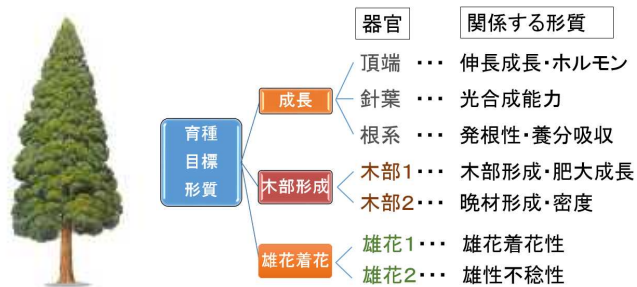 器官 関係する形質
頂端 ・・・ 伸長成長・ホルモン
成長
針葉 ・・・ 光合成能力
根系 ・・・ 発根性・養分吸収
育種
目標
形質
木部1 ・・・ 木部形成・肥大成長
木部形成
木部2 ・・・ 晩材形成・密度
雄花1・・・ 雄花着花性
雄花着花
雄花2・・・ 雄性不稔性